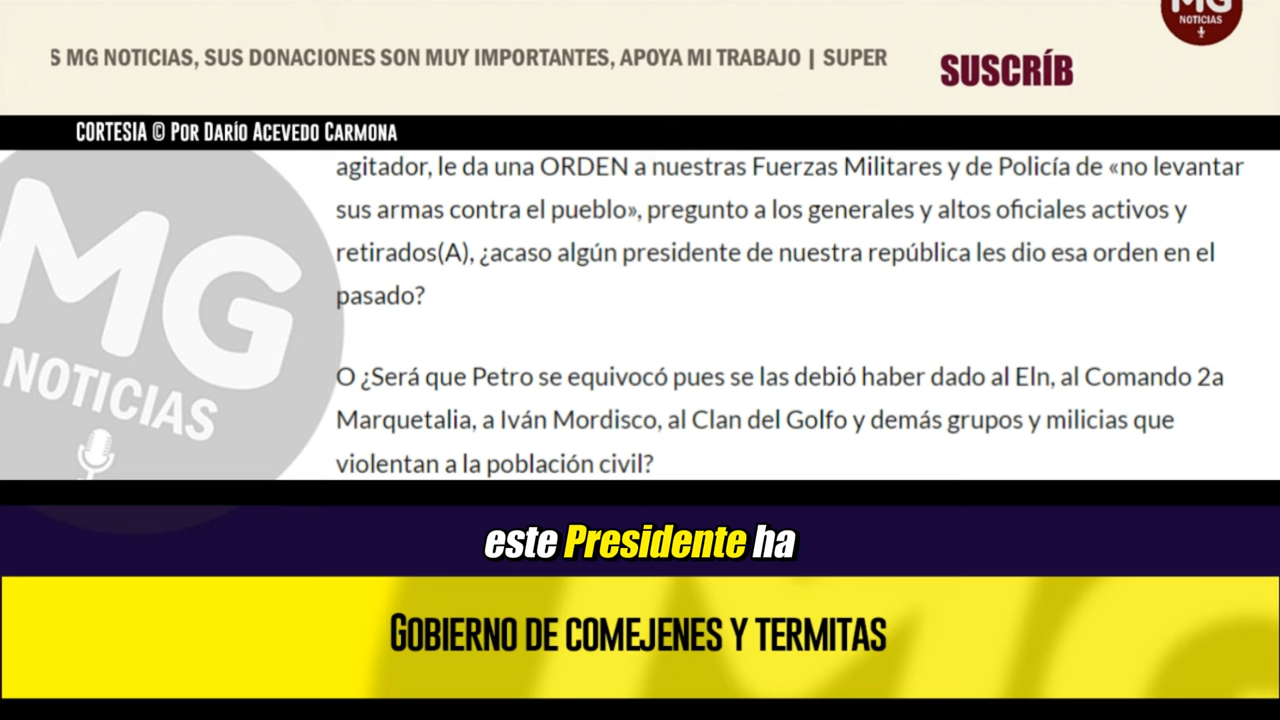 S MG NOTICIAS, SUS DONACIONES SON MUY IMPORTANTES, APOYA MI TRABAJO | SUPER
SUSCRÍB
MG
NOTICIAS
CORTESIA © POR DARÍO ACEVEDO CARMONA
agitador, le da una ORDEN a nuestras Fuerzas Militares y de Policía de «no levantar
sus armas contra el pueblo», pregunto a los generales y altos oficiales activos y
retirados(A), ¿acaso algún presidente de nuestra república les dio esa orden en el
pasado?
O ¿Será que Petro se equivocó pues se las debió haber dado al Eln, al Comando 2a
Marquetalia, a Iván Mordisco, al Clan del Golfo y demás grupos y milicias que
violentan a la población civil?
MG
NOTICIAS
este Presidente ha
GOBIERNO DE COMEJENES Y TERMITAS